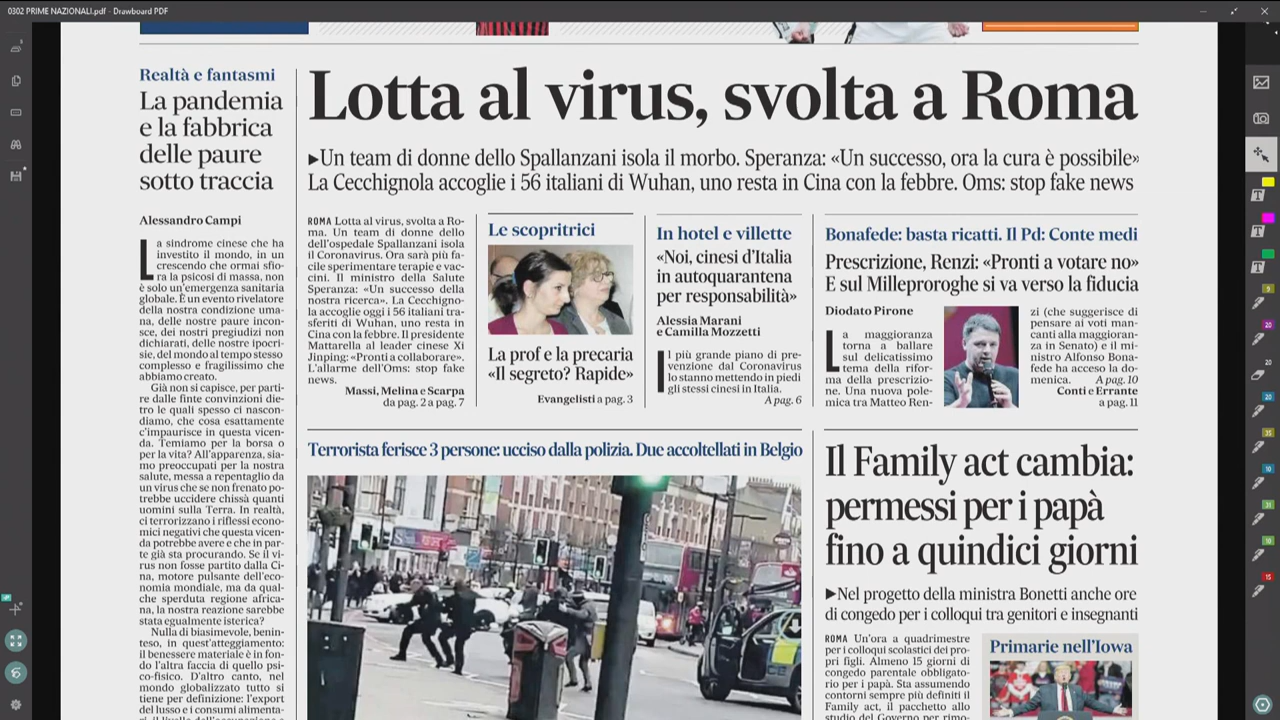 0302 PRIME NAZIONALI.pdf - Drawboard PDF
Realtà e fantasmi
La pandemia
e la fabbrica
delle paure
sotto traccia
Alessandro Campi
La sindrome cinese che ha
investito il mondo, in un
crescendo che ormai sfio-
ra la psicosi di massa, non
è solo un'emergenza sanitaria
globale. È un evento rivelatore
della nostra condizione uma-
na, delle nostre paure incon-
sce, dei nostri pregiudizi non
dichiarati, delle nostre ipocri-
sie, del mondo al tempo stesso
complesso e fragilissimo che
abbiamo creato.
Già non si capisce, per parti-
re dalle finte convinzioni die-
tro le quali spesso ci nascon-
diamo, che cosa esattamente
c'impaurisce in questa vicen-
da. Temiamo per la borsa o
per la vita? All'apparenza, sia-
mo preoccupati per la nostra
salute, messa a repentaglio da
un virus che se non frenato po-
trebbe uccidere chissà quanti
uomini sulla Terra. In realtà,
ci terrorizzano i riflessi econo-
mici negativi che questa vicen-
da potrebbe avere e che in par-
te già sta procurando. Se il vi-
rus non fosse partito dalla Ci-
na, motore pulsante dell'eco-
nomia mondiale, ma da qual-
che sperduta regione africa-
na, la nostra reazione sarebbe
stata egualmente isterica?
Nulla di biasimevole, benin-
teso, in quest'atteggiamento:
il benessere materiale è in fon-
do l'altra faccia di quello psi-
co-fisico. D'altro canto, nel
mondo globalizzato tutto si
tiene per definizione: l'export
del lusso e i consumi alimenta-
Lotta al virus, svolta a Roma
▶Un team di donne dello Spallanzani isola il morbo. Speranza: «Un successo, ora la cura è possibile»
La Cecchignola accoglie i 56 italiani di Wuhan, uno resta in Cina con la febbre. Oms: stop fake news
ROMA Lotta al virus, svolta a Ro-
ma. Un team di donne dello
dell'ospedale Spallanzani isola
il Coronavirus. Ora sarà più fa-
cile sperimentare terapie e vac-
cini. Il ministro della Salute
Speranza: «Un successo della
nostra ricerca». La Cecchigno-
la accoglie oggi i 56 italiani tra-
sferiti di Wuhan, uno resta in
Cina con la febbre. Il presidente
Mattarella al leader cinese Xi
Jinping: «Pronti a collaborare».
L'allarme dell'Oms: stop fake
news.
Massi, Melina e Scarpa
da pag. 2 a pag. 7
Le scopritrici
La prof e la precaria
«Il segreto? Rapide»
Evangelisti a pag. 3
In hotel e villette
«Noi, cinesi d'Italia
in autoquarantena
per responsabilità»
Alessia Marani
e Camilla Mozzetti
Il più grande piano di pre-
venzione dal Coronavirus
lo stanno mettendo in piedi
gli stessi cinesi in Italia.
A pag. 6
Bonafede: basta ricatti. Il Pd: Conte medi
Prescrizione, Renzi: «Pronti a votare no»
E sul Milleproroghe si va verso la fiducia
Diodato Pirone
La maggioranza
torna a ballare
sul delicatissimo
tema della rifor-
ma della prescrizio-
ne. Una nuova pole-
mica tra Matteo Ren-
zi (che suggerisce di
pensare ai voti man-
canti alla maggioran-
za in Senato) e il mi-
nistro Alfonso Bona-
fede ha acceso la do-
menica. A pag. 10
Conti e Errante
a pag. 11
Terrorista ferisce 3 persone: ucciso dalla polizia. Due accoltellati in Belgio
Il Family act cambia:
permessi per i papà
fino a quindici giorni
▶Nel progetto della ministra Bonetti anche ore
di congedo per i colloqui tra genitori e insegnanti
ROMA Un'ora a quadrimestre
per i colloqui scolastici dei pro-
pri figli. Almeno 15 giorni di
congedo parentale obbligato-
rio per i papà. Sta assumendo
contorni sempre più definiti il
Family act, il pacchetto allo
studio del Governo per rimo-
Primarie nell'Iowa